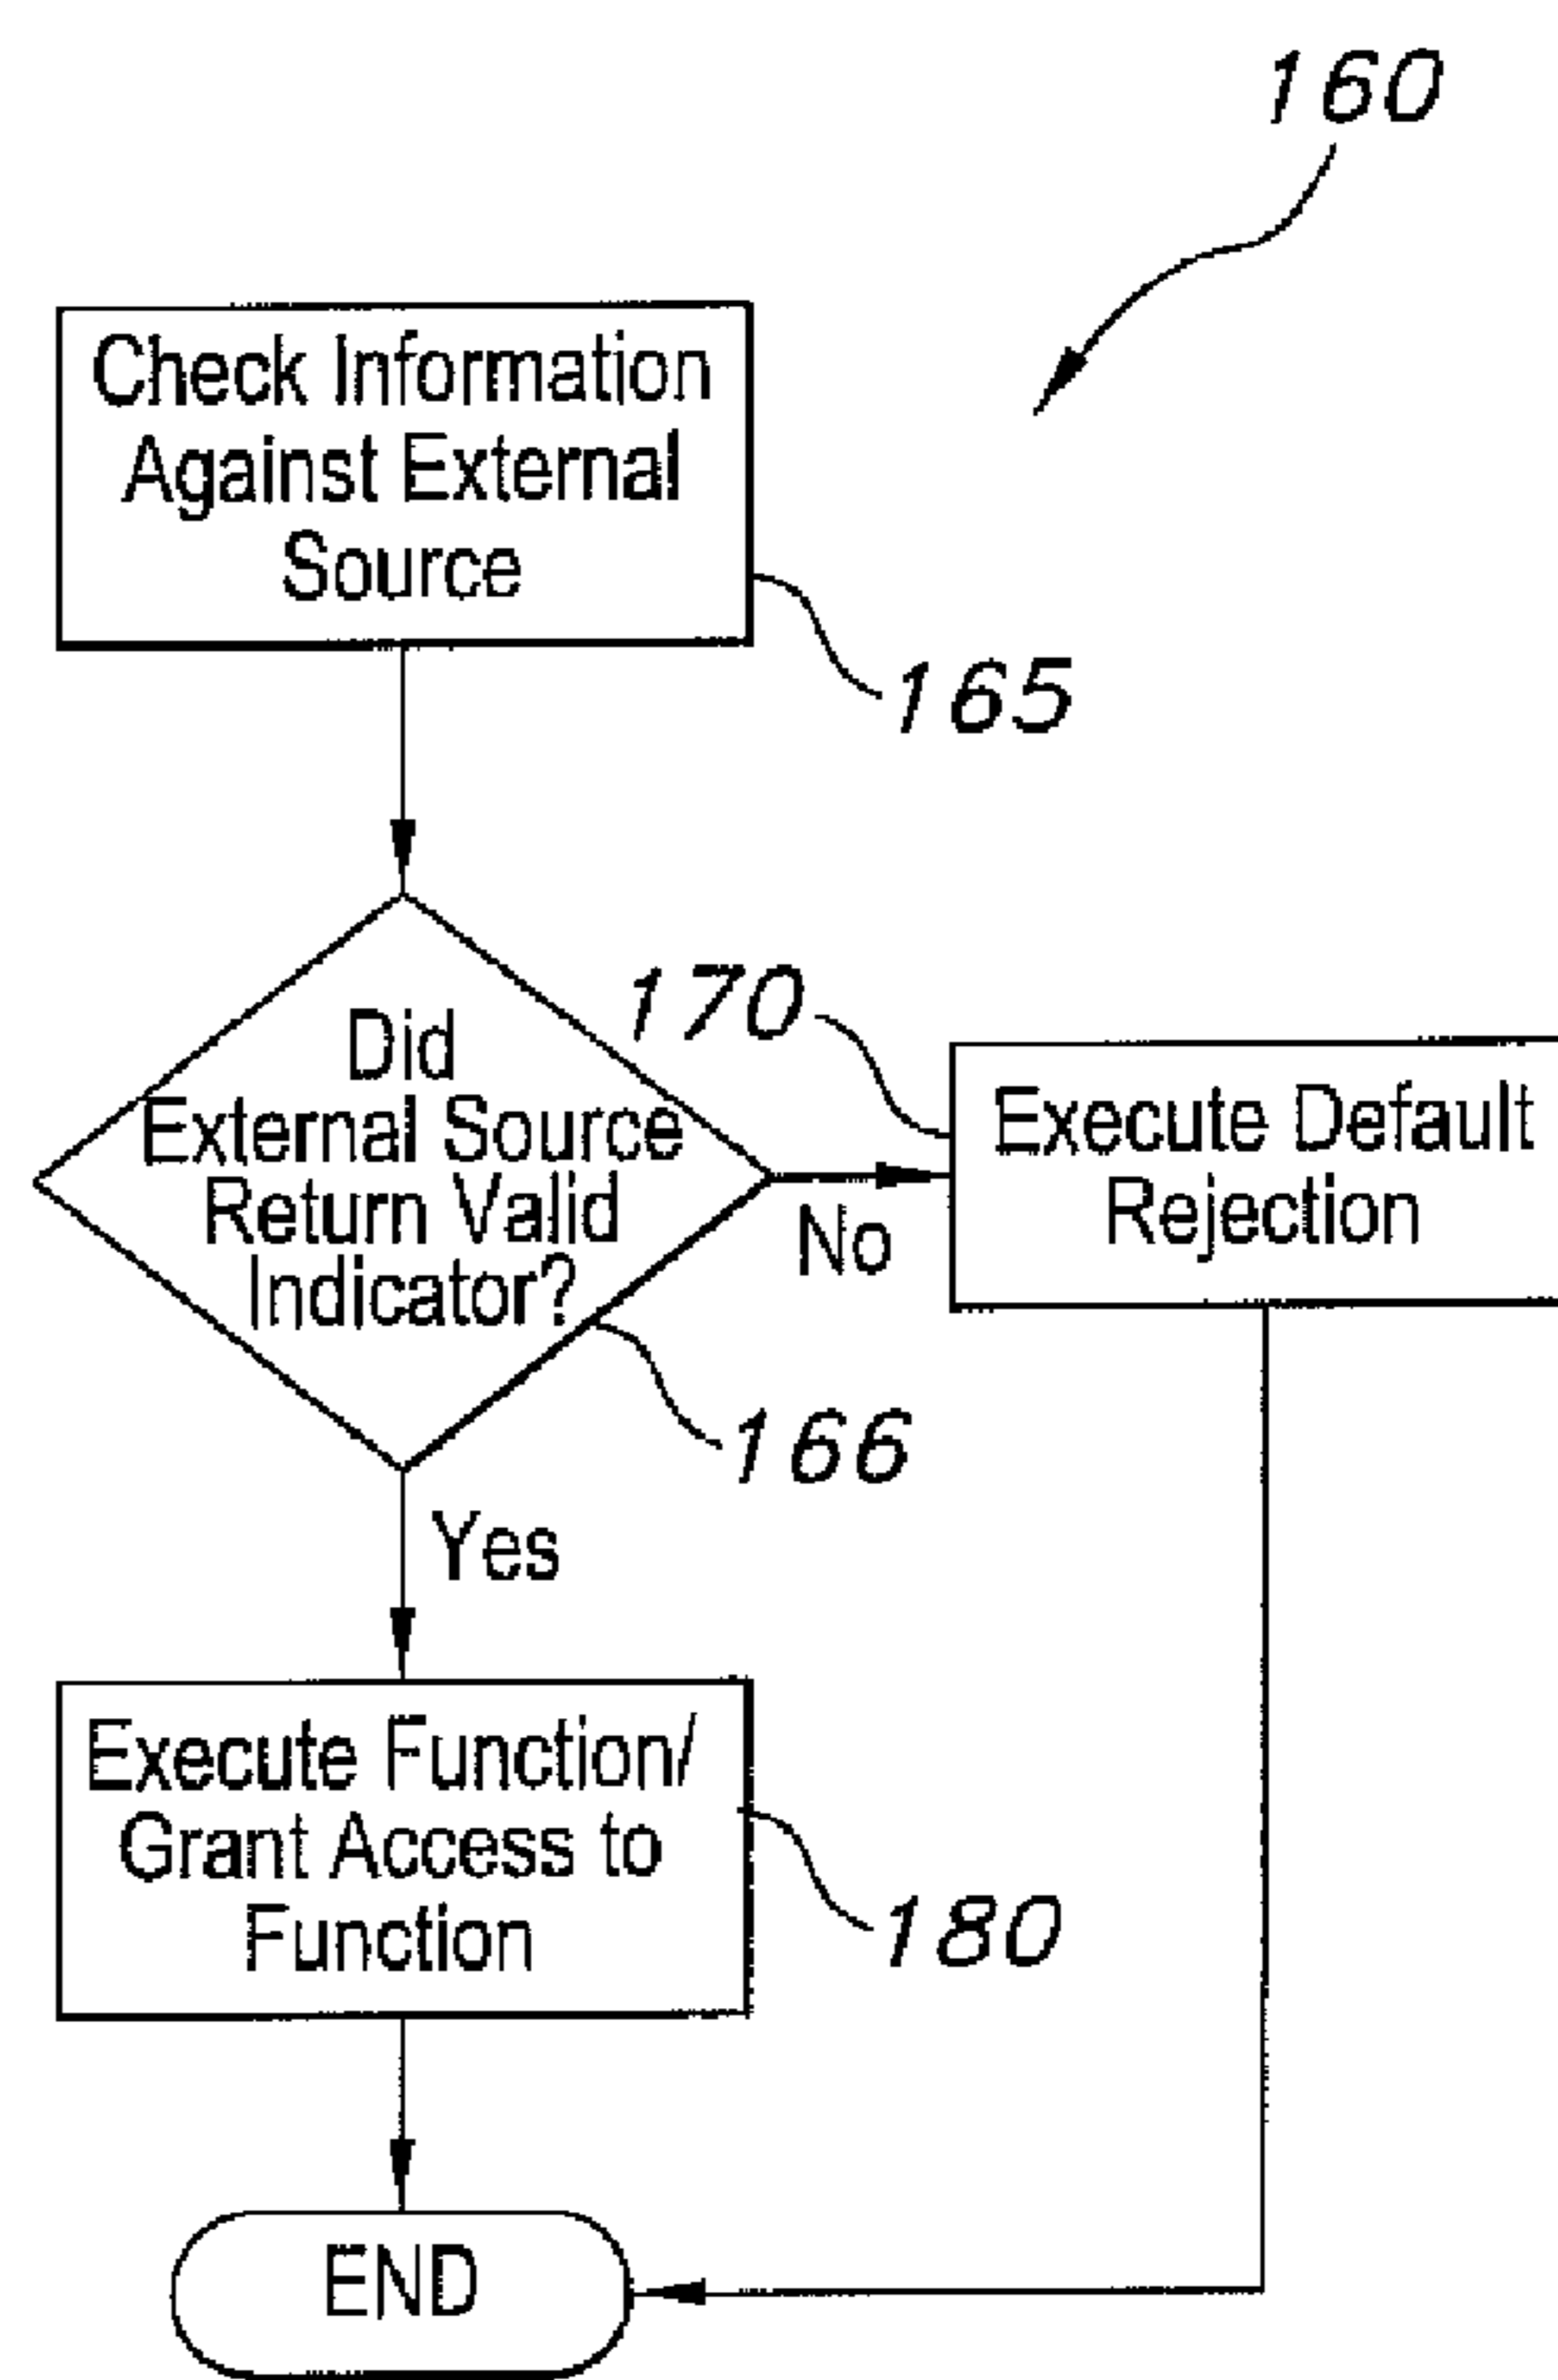 160
Check Information
Against External
Source
165
Did
External Source
Return Valid
Indicator?
170
Execute Default
Rejection
No
166
Yes
Execute Function/
Grant Access to
Function
180
END